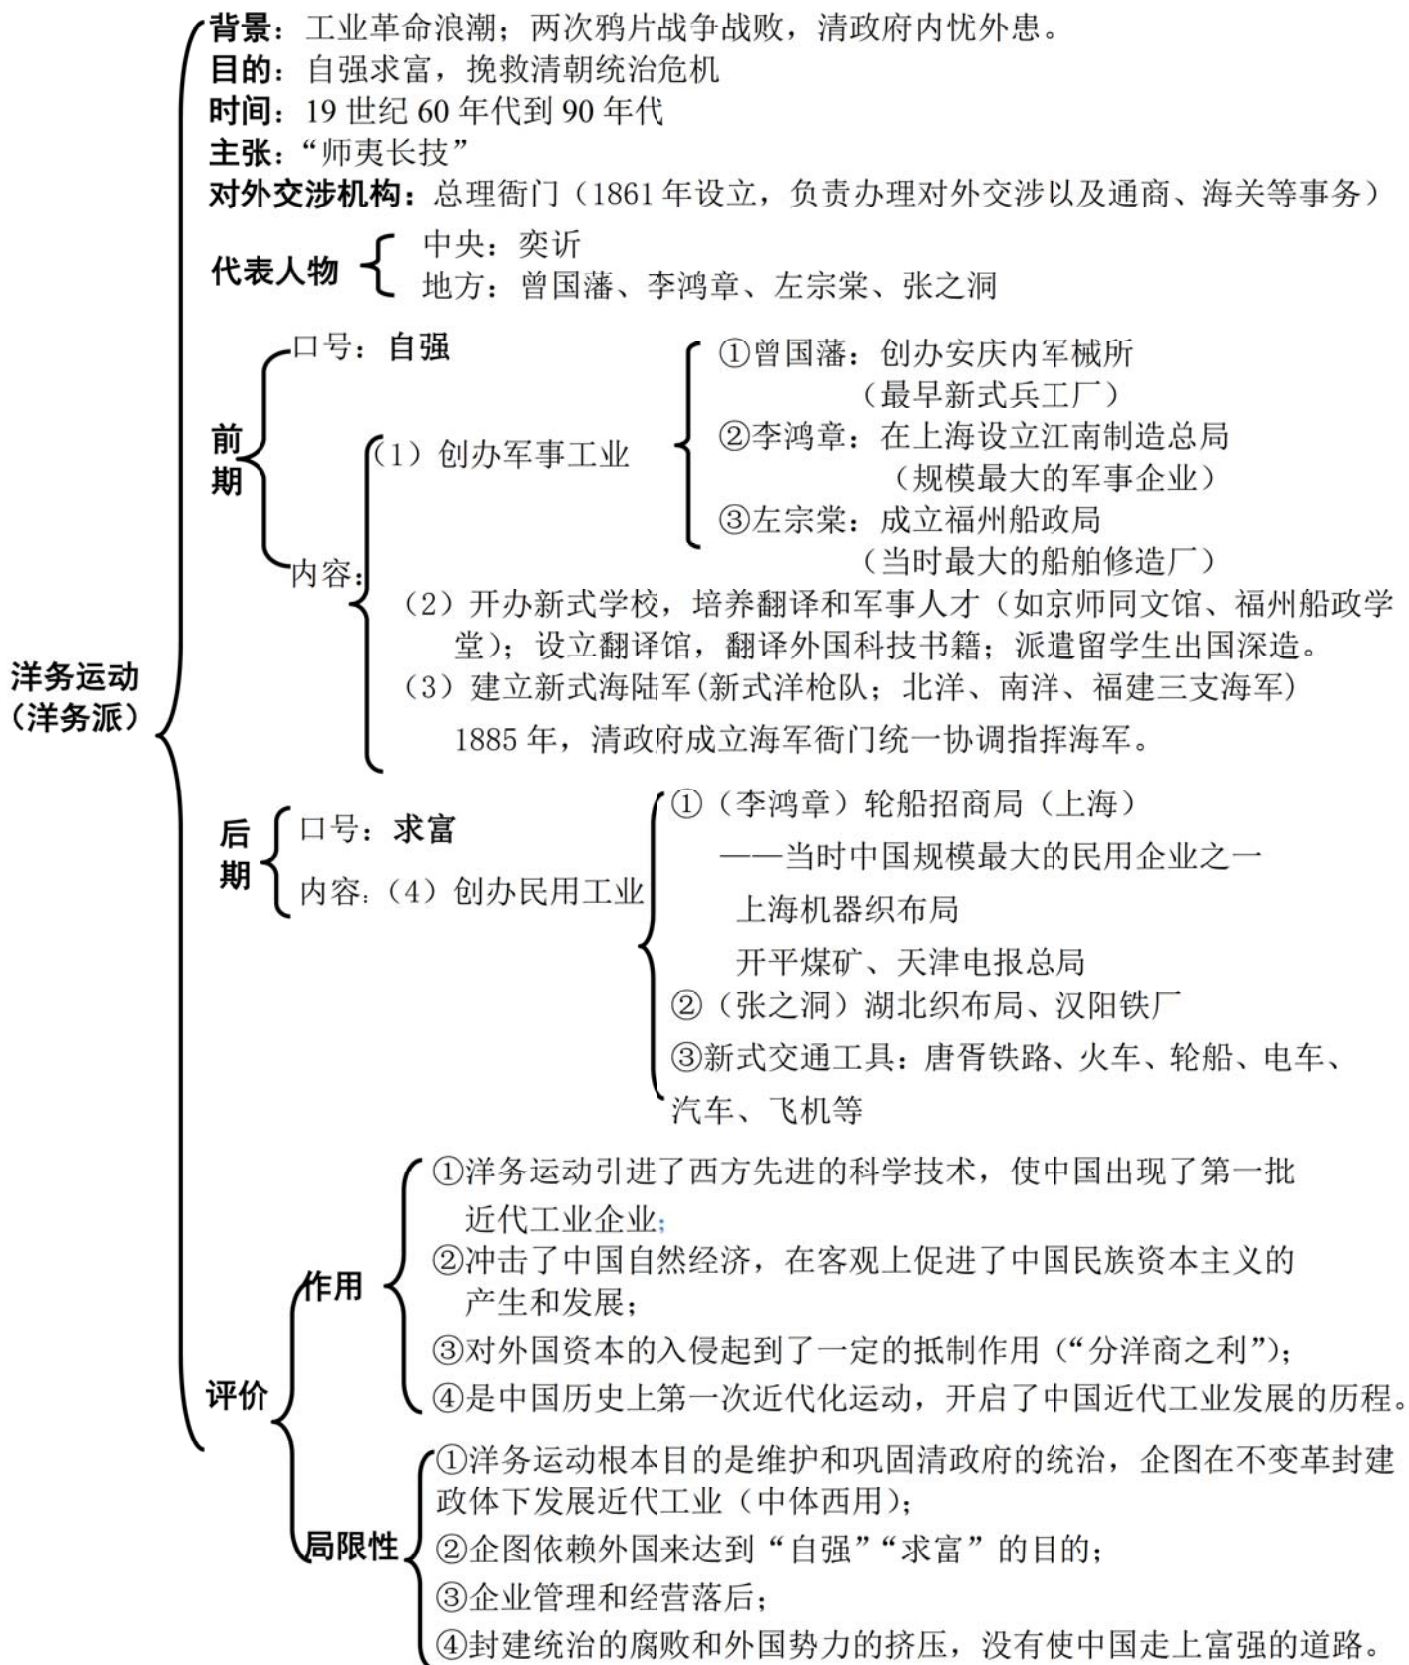 背景：工业革命浪潮；两次鸦片战争战败，清政府内忧外患。
目的：自强求富，挽救清朝统治危机
时间：19 世纪 60 年代到 90 年代
主张：“师夷长技”
对外交涉机构：总理衙门（1861 年设立，负责办理对外交涉以及通商、海关等事务）
代表人物
中央：奕䜣
地方：曾国藩、李鸿章、左宗棠、张之洞
前期
口号：自强
内容：
（1）创办军事工业
①曾国藩：创办安庆内军械所
（最早新式兵工厂）
②李鸿章：在上海设立江南制造总局
（规模最大的军事企业）
③左宗棠：成立福州船政局
（当时最大的船舶修造厂）
（2）开办新式学校，培养翻译和军事人才（如京师同文馆、福州船政学
堂）；设立翻译馆，翻译外国科技书籍；派遣留学生出国深造。
（3）建立新式海陆军(新式洋枪队；北洋、南洋、福建三支海军)
1885 年，清政府成立海军衙门统一协调指挥海军。
洋务运动
（洋务派）
后期
口号：求富
内容：（4）创办民用工业
①（李鸿章）轮船招商局（上海）
——当时中国规模最大的民用企业之一
上海机器织布局
开平煤矿、天津电报总局
②（张之洞）湖北织布局、汉阳铁厂
③新式交通工具：唐胥铁路、火车、轮船、电车、
汽车、飞机等
评价
作用
①洋务运动引进了西方先进的科学技术，使中国出现了第一批
近代工业企业；
②冲击了中国自然经济，在客观上促进了中国民族资本主义的
产生和发展；
③对外国资本的入侵起到了一定的抵制作用（“分洋商之利”）；
④是中国历史上第一次近代化运动，开启了中国近代工业发展的历程。
局限性
①洋务运动根本目的是维护和巩固清政府的统治，企图在不变革封建
政体下发展近代工业（中体西用）；
②企图依赖外国来达到“自强”“求富”的目的；
③企业管理和经营落后；
④封建统治的腐败和外国势力的挤压，没有使中国走上富强的道路。